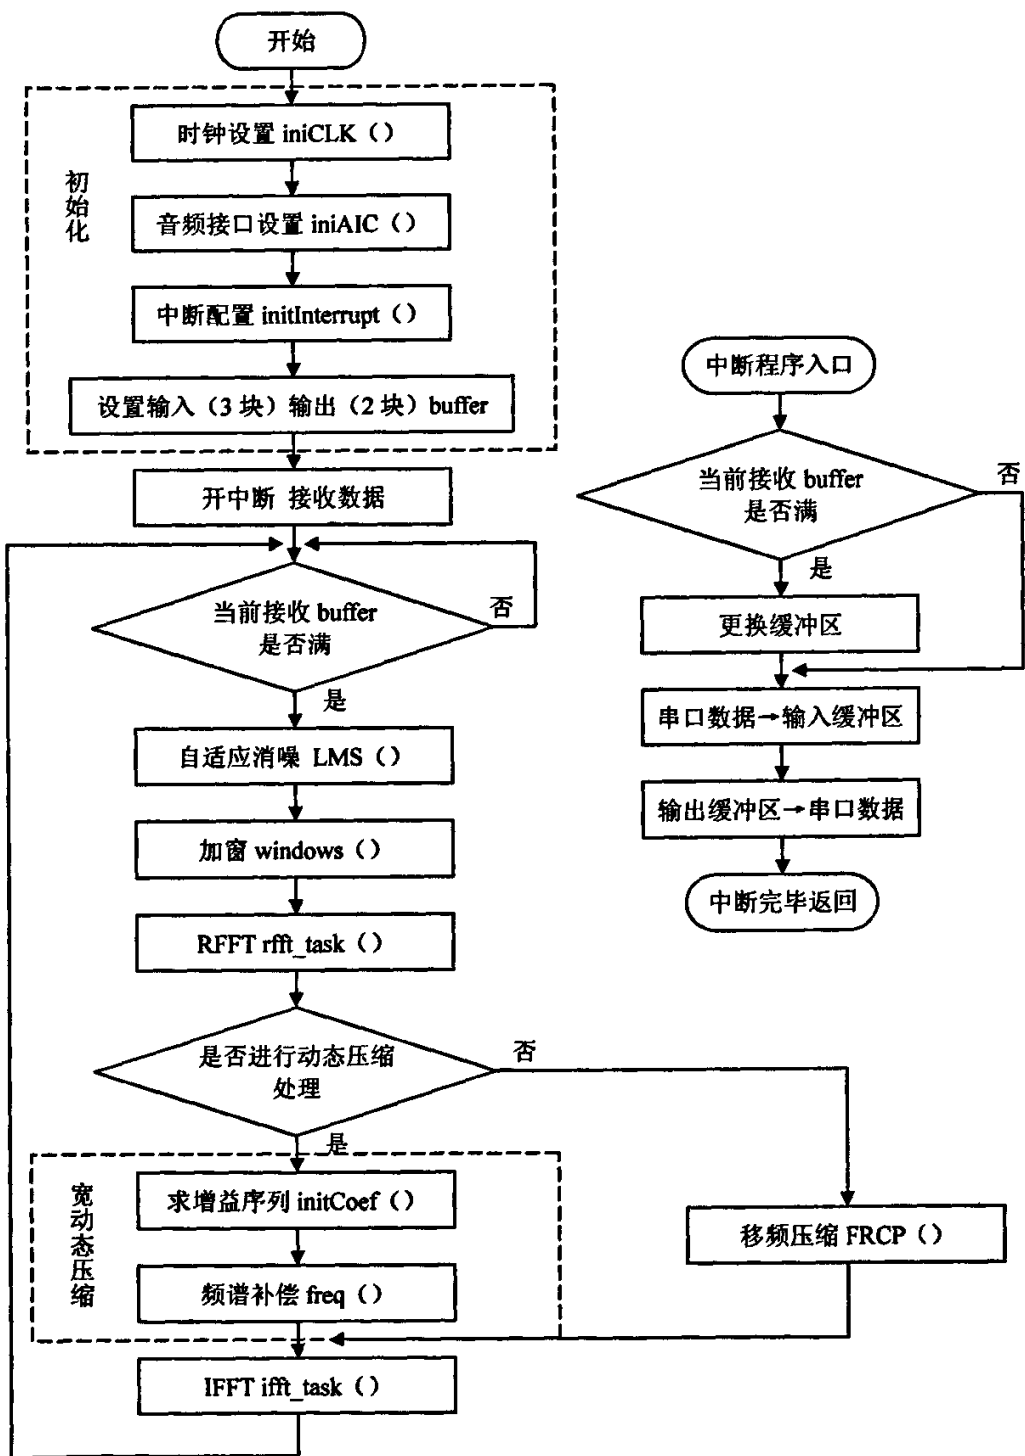 开始
初始化
时钟设置 iniCLK（）
音频接口设置 iniAIC（）
中断配置 initInterrupt（）
设置输入（3 块）输出（2 块）buffer
开中断 接收数据
当前接收 buffer
是否满
否
是
自适应消噪 LMS（）
加窗 windows（）
RFFT rfft_task（）
是否进行动态压缩
处理
否
是
宽动态压缩
求增益序列 initCoef（）
频谱补偿 freq（）
移频压缩 FRCP（）
IFFT ifft_task（）
中断程序入口
当前接收 buffer
是否满
否
是
更换缓冲区
串口数据→输入缓冲区
输出缓冲区→串口数据
中断完毕返回